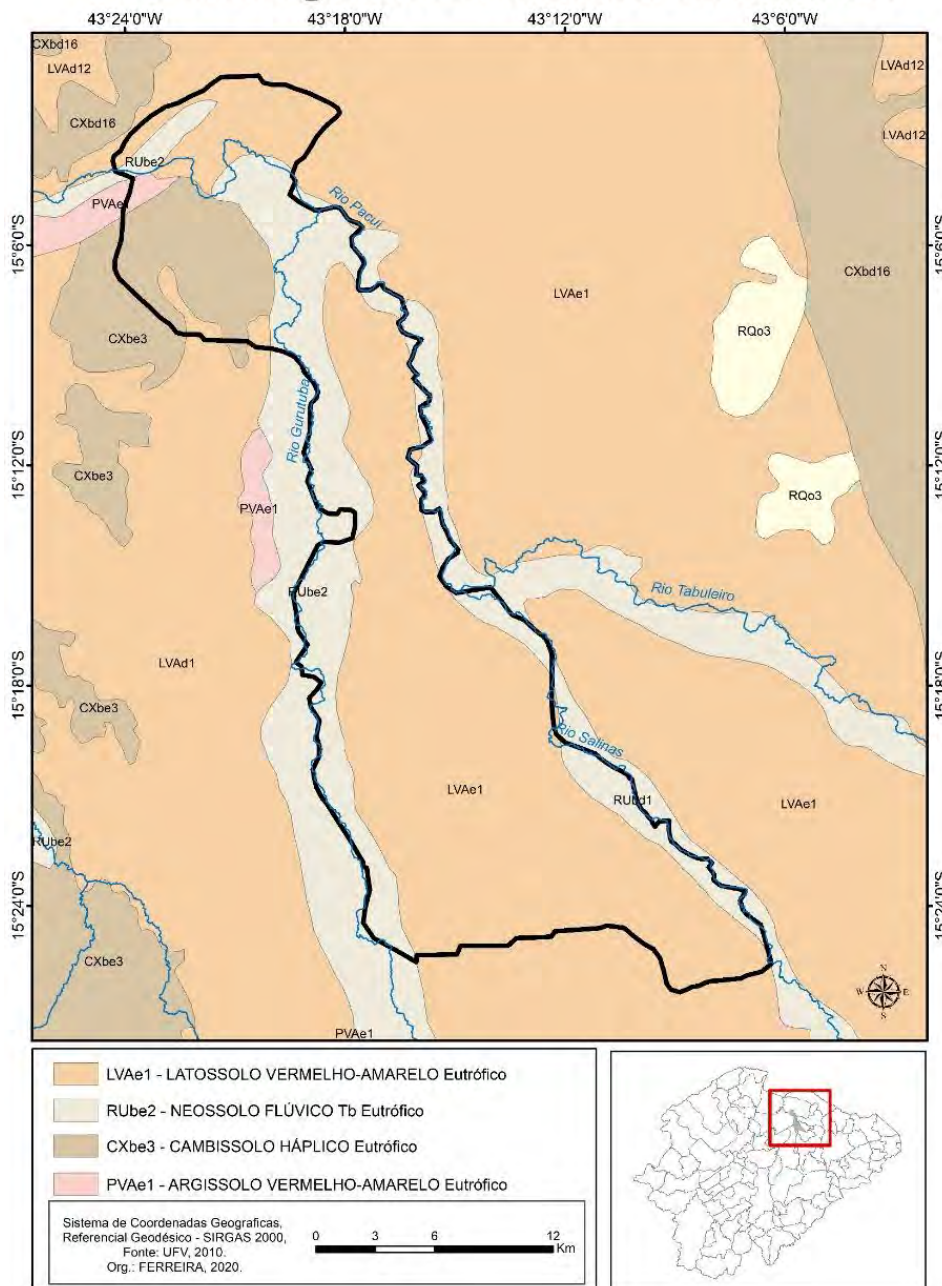 43°24'0"W 43°18'0"W 43°12'0"W 43°6'0"W
CXbd16
LVAd12
LVAd12
CXbd16
LVAd12
RUbe2
PVAe1
Rio Pacuí
15°6'0"S
15°6'0"S
CXbd16
LVAe1
RQo3
CXbe3
Rio Gurutuba
15°12'0"S
15°12'0"S
CXbe3
PVAe1
RQo3
RUbe2
Rio Tabuleiro
LVAd1
15°18'0"S
15°18'0"S
CXbe3
Rio Salinas
LVAe1
RUbd1
LVAe1
RUbe2
15°24'0"S
15°24'0"S
CXbe3
N
W E
S
PVAe1
LVAe1 - LATOSSOLO VERMELHO-AMARELO Eutrófico
RUbe2 - NEOSSOLO FLÚVICO Tb Eutrófico
CXbe3 - CAMBISSOLO HÁPLICO Eutrófico
PVAe1 - ARGISSOLO VERMELHO-AMARELO Eutrófico
Sistema de Coordenadas Geograficas,
Referencial Geodésico - SIRGAS 2000,
Fonte: UFV, 2010.
Org.: FERREIRA, 2020.
0 3 6 12
Km